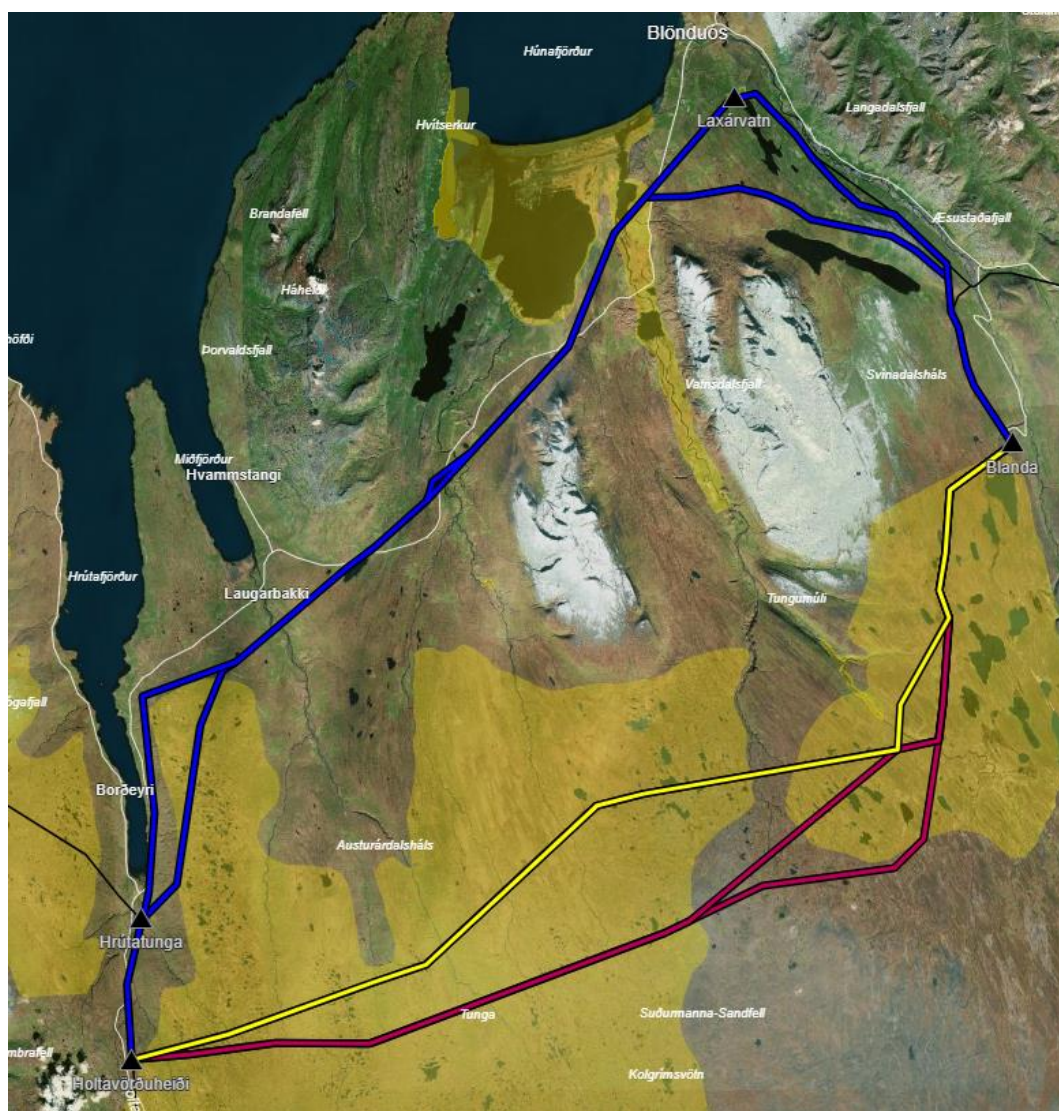 Blönduós
Húnafjörður
Langadalsfjall
Laxárvatn
Hvítserkur
Brandafell
Æsustaðafjall
Háheiði
Þorvaldsfjall
Svínadalsháls
Vatnsdalsfjall
Miðfjörður
Hvammstangi
Blanda
Hrútafjörður
Laugarbakki
Tungumúli
Borðeyri
Austurárdalsháls
Hrútatunga
Tunga
Suðurmanna-Sandfell
Holtavörðuheiði
Kolgrímsvötn